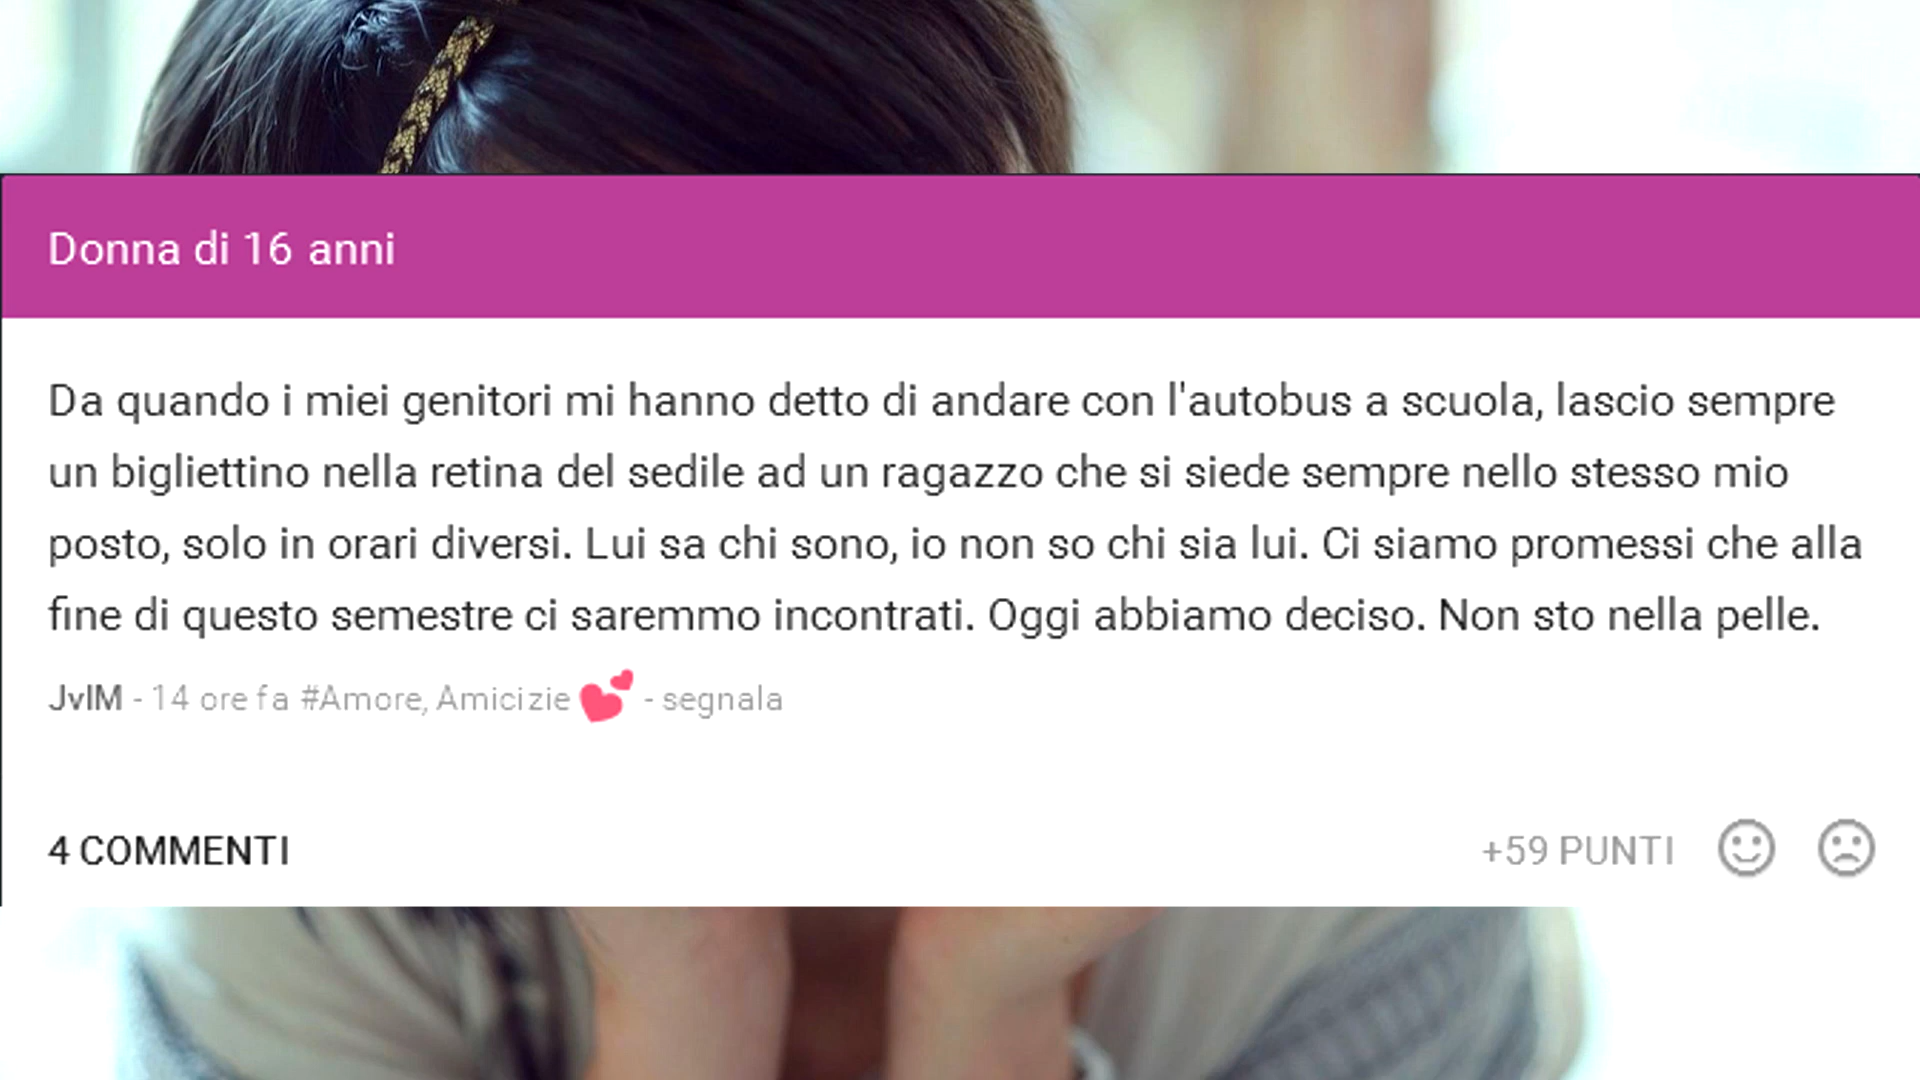 Donna di 16 anni
Da quando i miei genitori mi hanno detto di andare con l'autobus a scuola, lascio sempre
un bigliettino nella retina del sedile ad un ragazzo che si siede sempre nello stesso mio
posto, solo in orari diversi. Lui sa chi sono, io non so chi sia lui. Ci siamo promessi che alla
fine di questo semestre ci saremmo incontrati. Oggi abbiamo deciso. Non sto nella pelle.
JvlM - 14 ore fa #Amore, Amicizie 💕 - segnala
4 COMMENTI
+59 PUNTI